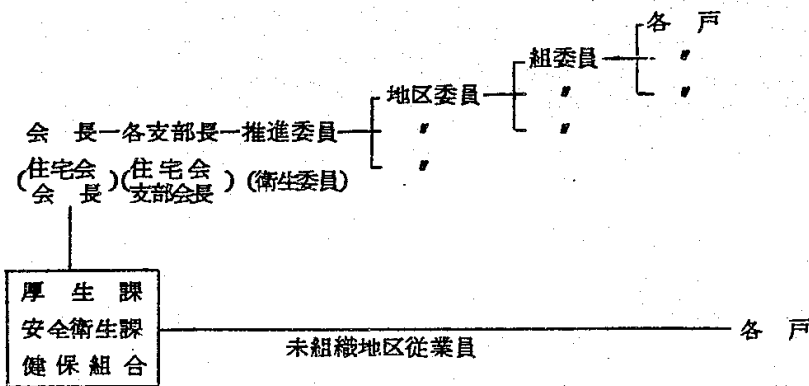 各戸
組委員 〃
地区委員 〃 〃
会長ー各支部長ー推進委員 〃 〃
(住宅会会長)(住宅会支部会長)(衛生委員) 〃
厚生課
安全衛生課 各戸
未組織地区従業員
健保組合